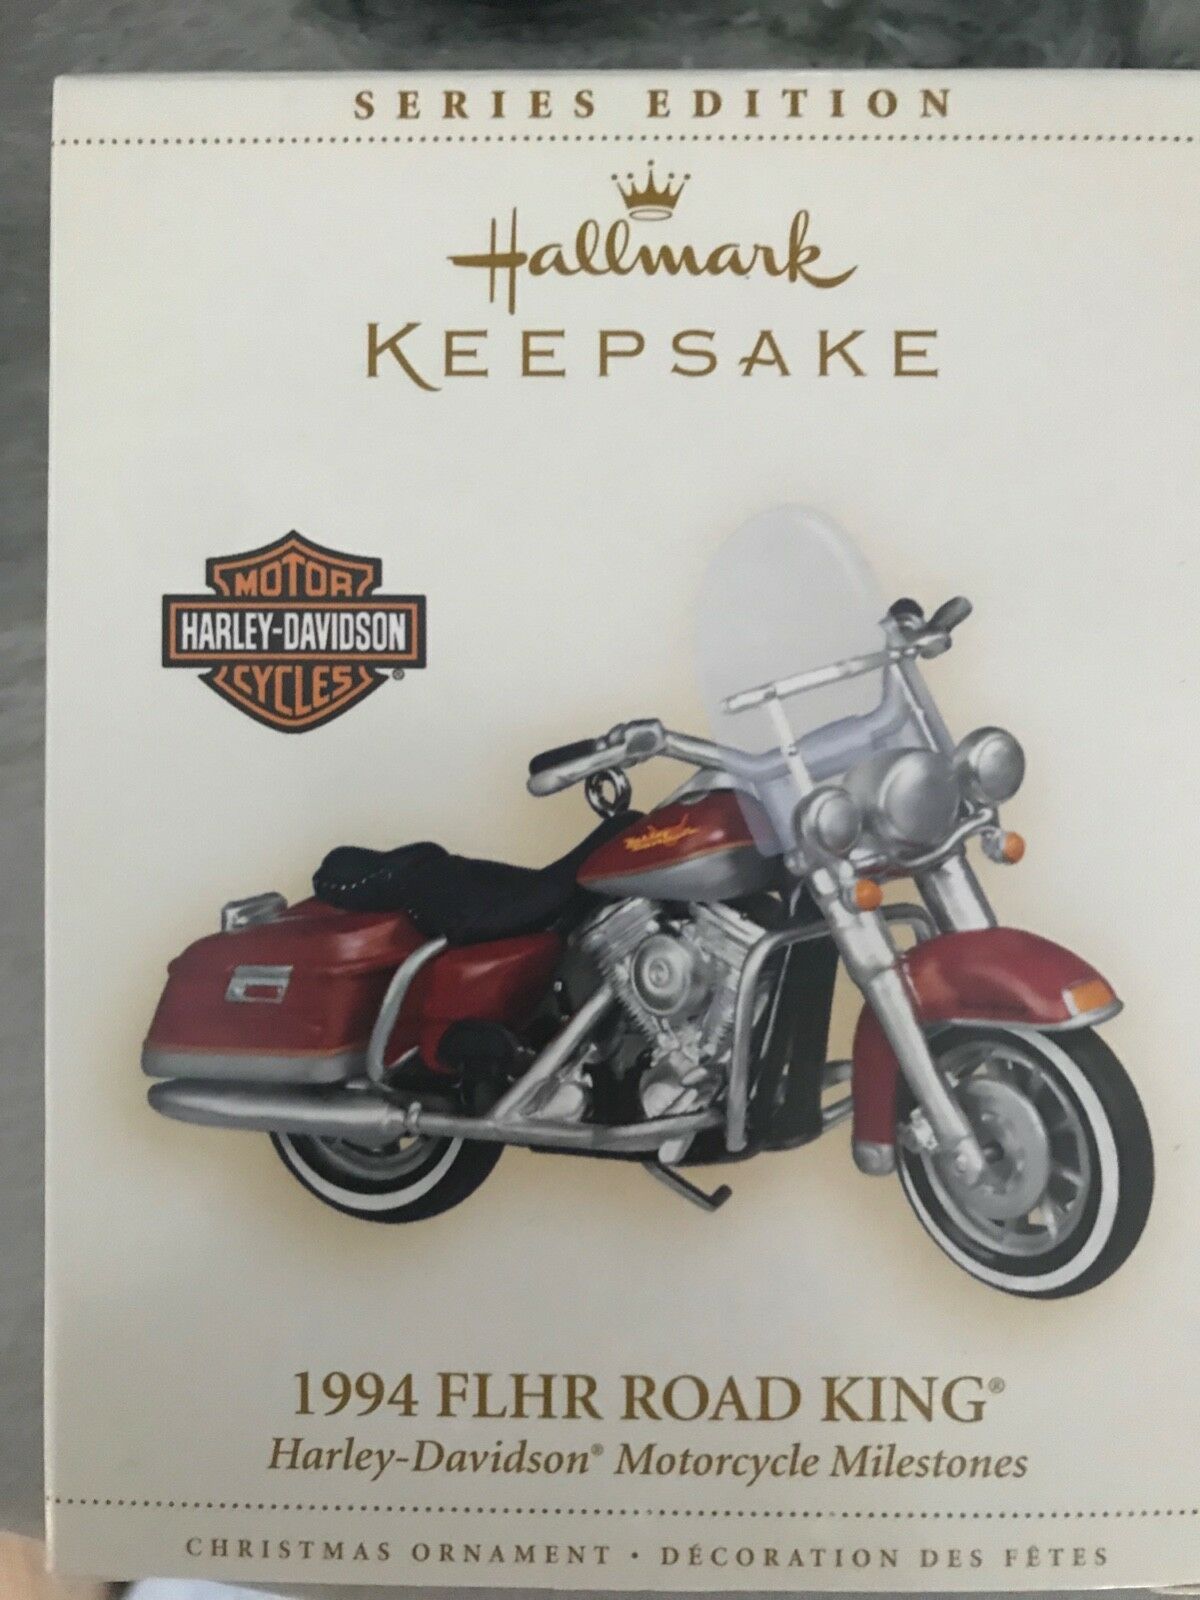 SERIES EDITION
Hallmark
KEEPSAKE
MOTOR
HARLEY-DAVIDSON
CYCLES®
1994 FLHR ROAD KING®
Harley-Davidson® Motorcycle Milestones
CHRISTMAS ORNAMENT • DÉCORATION DES FÊTES